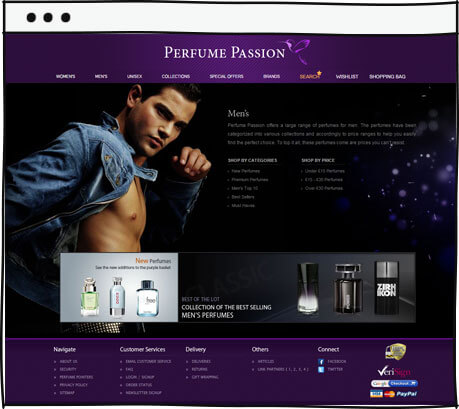 PERFUME PASSION
WOMEN'S MEN'S UNISEX COLLECTIONS SPECIAL OFFERS BRANDS SEARCH WISHLIST SHOPPING BAG
Men's
Perfume Passion offers a large range of perfumes for men. The perfumes have been
categorized into various collections and accordingly to price ranges to help you easily
find the perfect choice. To top it all, these perfumes come are prices you can't resist.
SHOP BY CATEGORIES SHOP BY PRICE
New Perfumes Under £15 Perfumes
Premium Perfumes £15 - £30 Perfumes
Men's Top 10 Over £30 Perfumes
Best Sellers
Must Haves
New Perfumes
See the new additions to the purple basket
BEST OF THE LOT
COLLECTION OF THE BEST SELLING
MEN'S PERFUMES
free
ZIRH
IKON
Navigate Customer Services Delivery Others Connect
ABOUT US EMAIL CUSTOMER SERVICE DELIVERIES ARTICLES FACEBOOK
SECURITY FAQ RETURNS LINK PARTNERS ( 1, 2, 3, 4 ) TWITTER
PERFUME POINTERS LOGIN / SIGNUP GIFT WRAPPING
PRIVACY POLICY ORDER STATUS
SITEMAP NEWSLETTER SIGNUP
VeriSign
Google Checkout
VISA PayPal